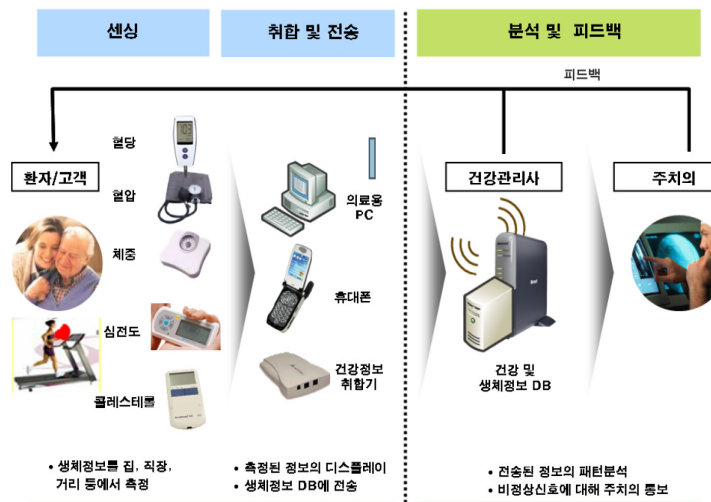 센싱
취합 및 전송
분석 및 피드백
피드백
환자/고객
혈당
혈압
체중
심전도
콜레스테롤
의료용
PC
휴대폰
건강정보
취합기
건강관리사
주치의
건강 및
생체정보 DB
• 생체정보를 집, 직장,
거리 등에서 측정
• 측정된 정보의 디스플레이
• 생체정보 DB에 전송
• 전송된 정보의 패턴분석
• 비정상신호에 대해 주치의 통보